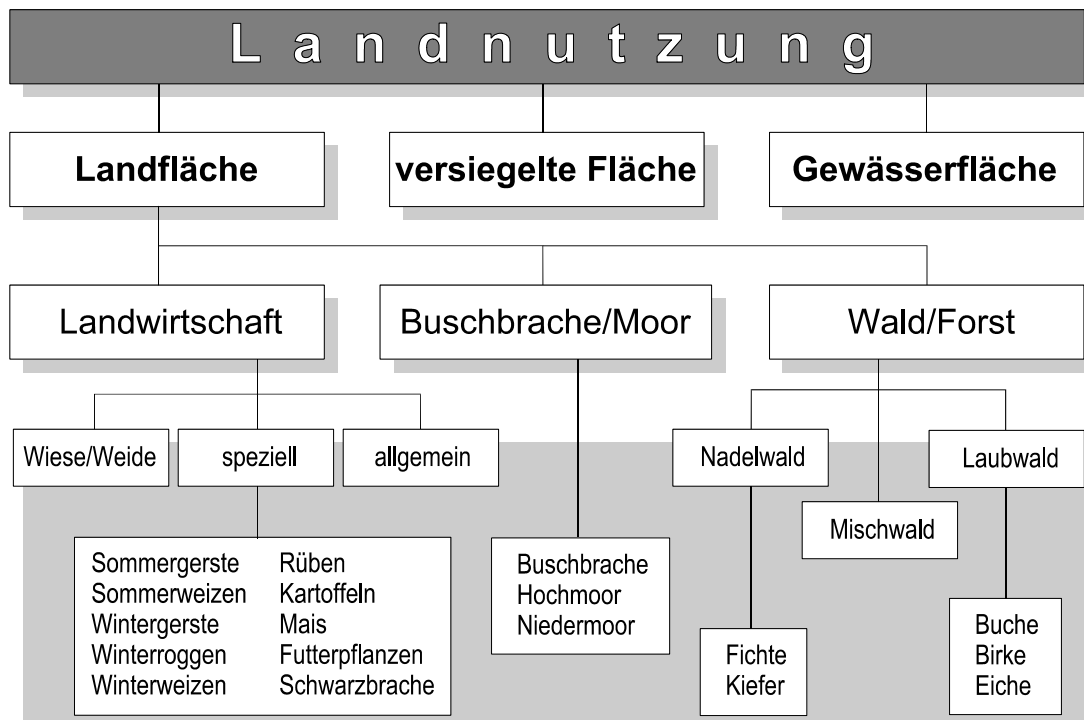 Landnutzung
Landfläche
versiegelte Fläche
Gewässerfläche
Landwirtschaft
Buschbrache/Moor
Wald/Forst
Wiese/Weide
speziell
allgemein
Nadelwald
Laubwald
Mischwald
Sommergerste
Sommerweizen
Wintergerste
Winterroggen
Winterweizen
Rüben
Kartoffeln
Mais
Futterpflanzen
Schwarzbrache
Buschbrache
Hochmoor
Niedermoor
Fichte
Kiefer
Buche
Birke
Eiche